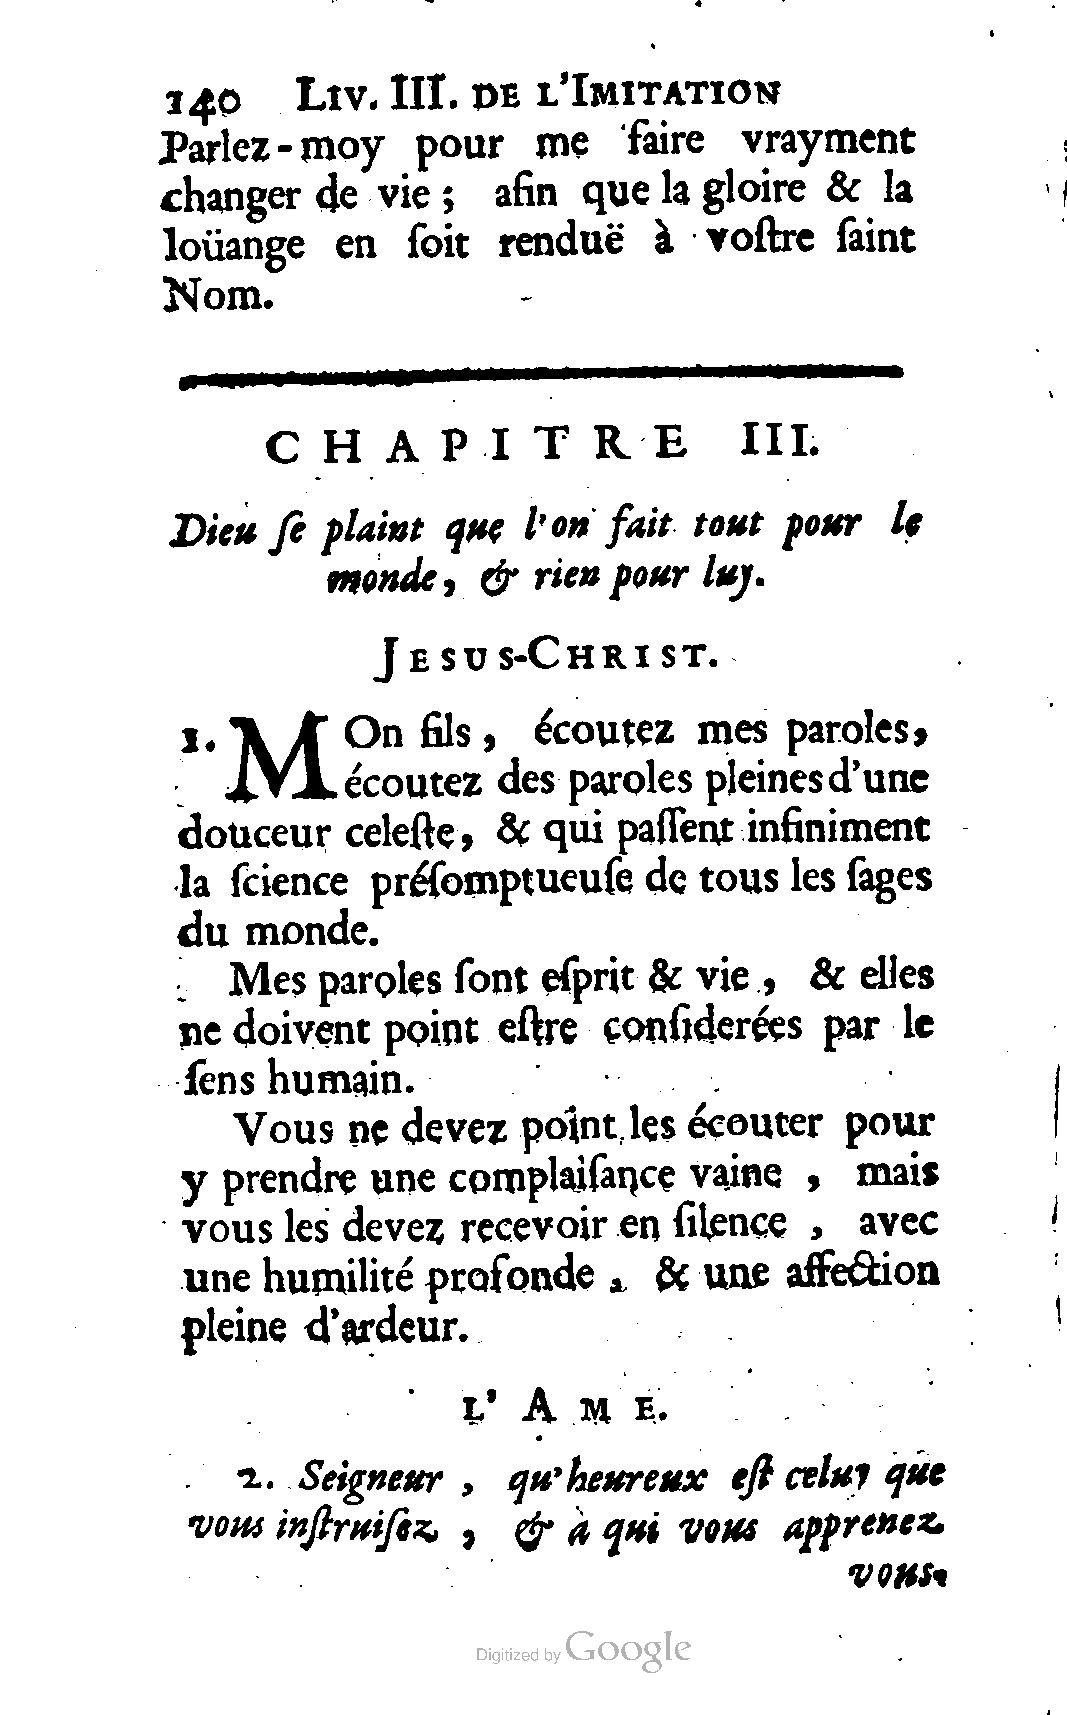 140 LIV. III. DE L'IMITATION
Parlez-moy pour me faire vrayment
changer de vie ; afin que la gloire & la
loüange en ſoit renduë à voſtre ſaint
Nom.
CHAPITRE III.
Dieu ſe plaint que l'on fait tout pour le
monde, & rien pour luy.
JESUS-CHRIST.
1. MOn fils , écoutez mes paroles,
écoutez des paroles pleines d'une
douceur celeſte, & qui paſſent infiniment
la ſcience préſomptueuſe de tous les ſages
du monde.
Mes paroles ſont eſprit & vie , & elles
ne doivent point eſtre conſiderées par le
ſens humain.
Vous ne devez point les écouter pour
y prendre une complaiſance vaine , mais
vous les devez recevoir en ſilence , avec
une humilité profonde , & une affection
pleine d'ardeur.
L'AME.
2. Seigneur , qu'heureux eſt celuy que
vous inſtruiſez , & à qui vous apprenez
vous-
Digitized by Google